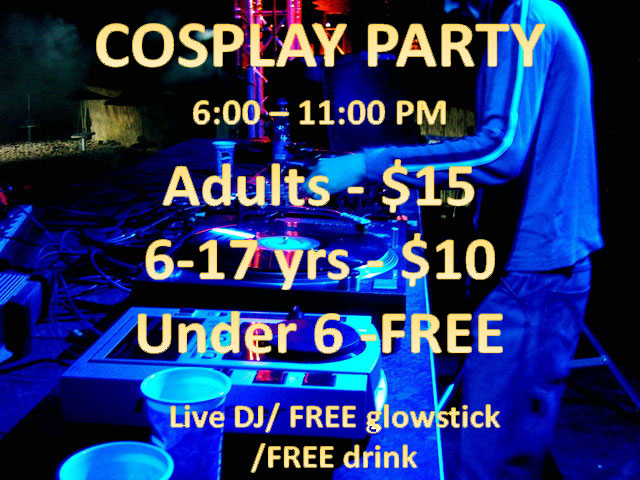 COSPLAY PARTY
6:00 – 11:00 PM
Adults - $15
6-17 yrs - $10
Under 6 -FREE
Live DJ/ FREE glowstick
/FREE drink